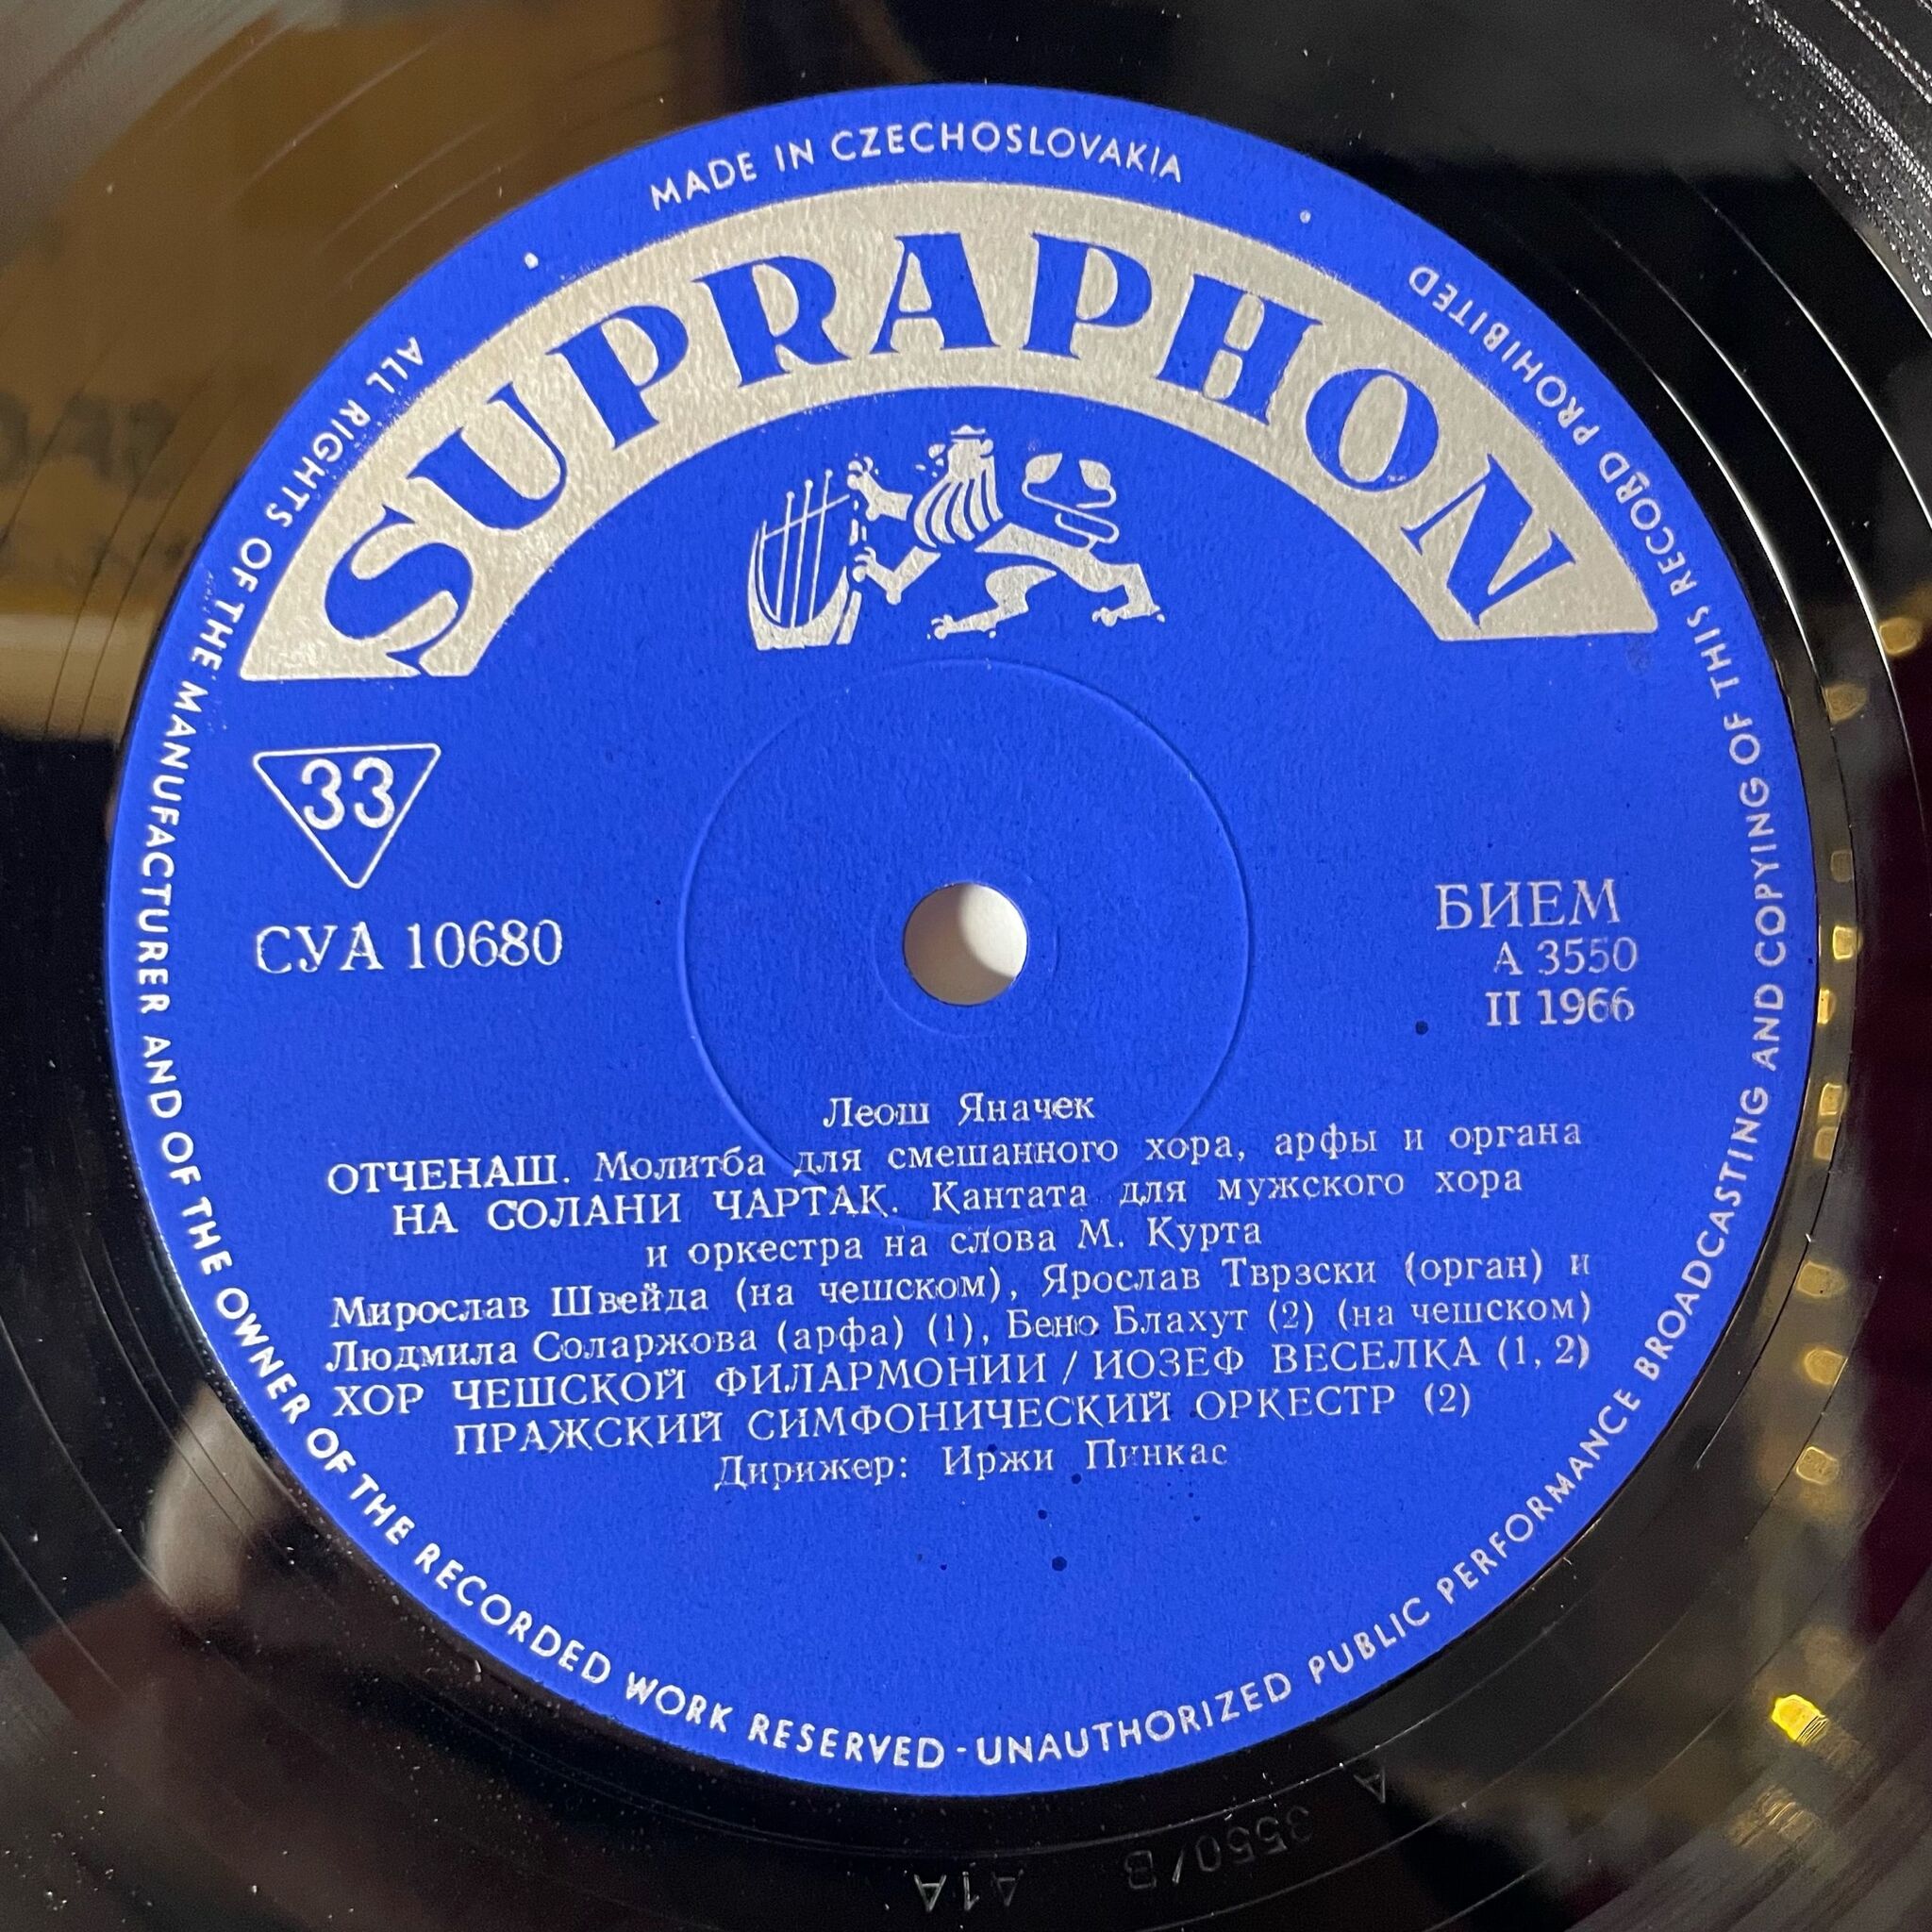 MADE IN CZECHOSLOVAKIA
SUPRAPHON
33
СУА 10680
БИЕМ
А 3550
II 1966
Леош Яначек
ОТЧЕНАШ. Молитба для смешанного хора, арфы и органа
НА СОЛАНИ ЧАРТАК. Кантата для мужского хора
и оркестра на слова М. Курта
Мирослав Швейда (на чешском), Ярослав Тврзски (орган) и
Людмила Соларжова (арфа) (1), Бено Блахут (2) (на чешском)
ХОР ЧЕШСКОЙ ФИЛАРМОНИИ / ИОЗЕФ ВЕСЕЛКА (1, 2)
ПРАЖСКИЙ СИМФОНИЧЕСКИЙ ОРКЕСТР (2)
Дирижер: Иржи Пинкас
ALL RIGHTS OF THE MANUFACTURER AND OF THE OWNER OF THE RECORDED WORK RESERVED - UNAUTHORIZED PUBLIC PERFORMANCE BROADCASTING AND COPYING OF THIS RECORD PROHIBITED
A 3550/B A1A